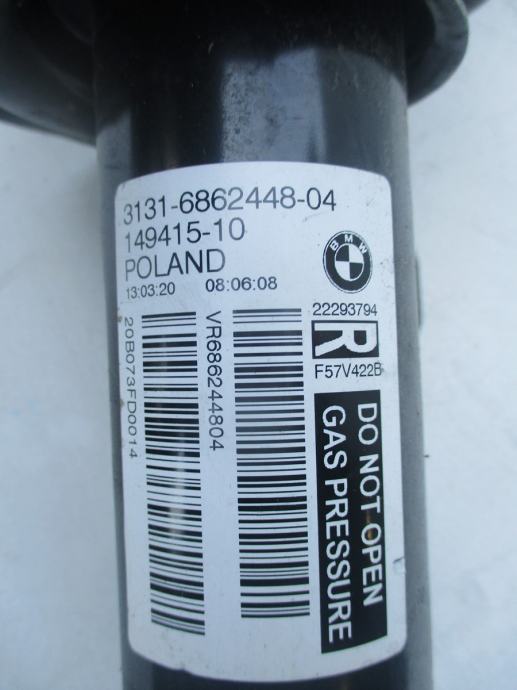 3131-6862448-04
149415-10
POLAND
13:03:20 08:06:08
BMW
22293794
R
F57V422B
20B073FD0014
VR686244804
DO NOT OPEN
GAS PRESSURE